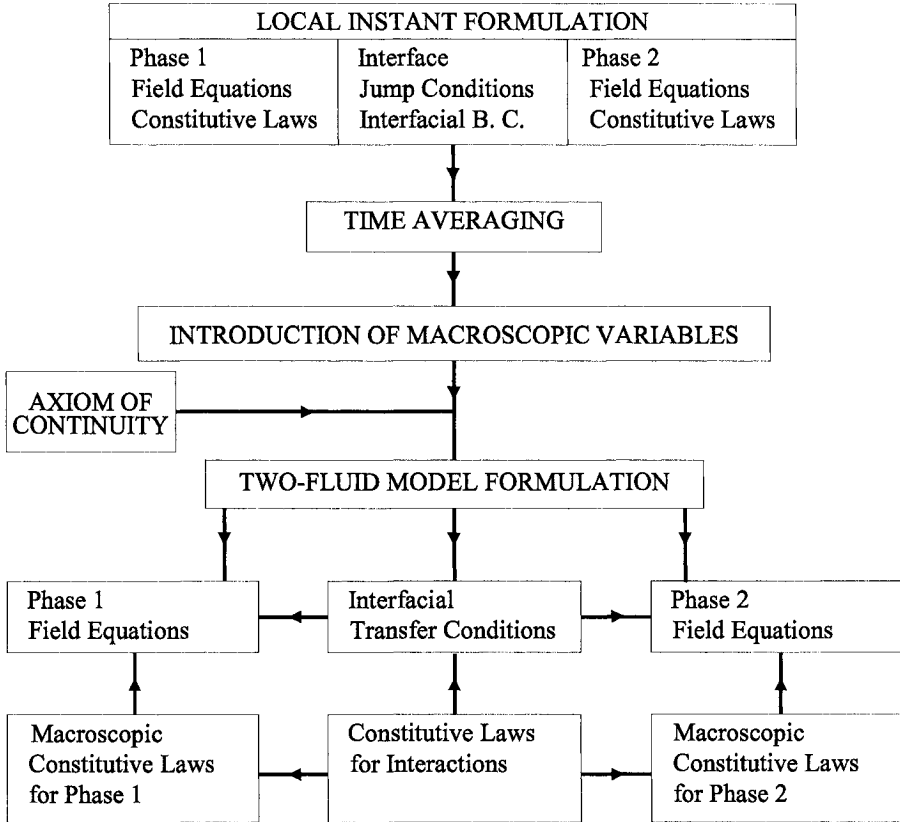 LOCAL INSTANT FORMULATION
Phase 1
Field Equations
Constitutive Laws
Interface
Jump Conditions
Interfacial B. C.
Phase 2
Field Equations
Constitutive Laws
TIME AVERAGING
INTRODUCTION OF MACROSCOPIC VARIABLES
AXIOM OF
CONTINUITY
TWO-FLUID MODEL FORMULATION
Phase 1
Field Equations
Interfacial
Transfer Conditions
Phase 2
Field Equations
Macroscopic
Constitutive Laws
for Phase 1
Constitutive Laws
for Interactions
Macroscopic
Constitutive Laws
for Phase 2